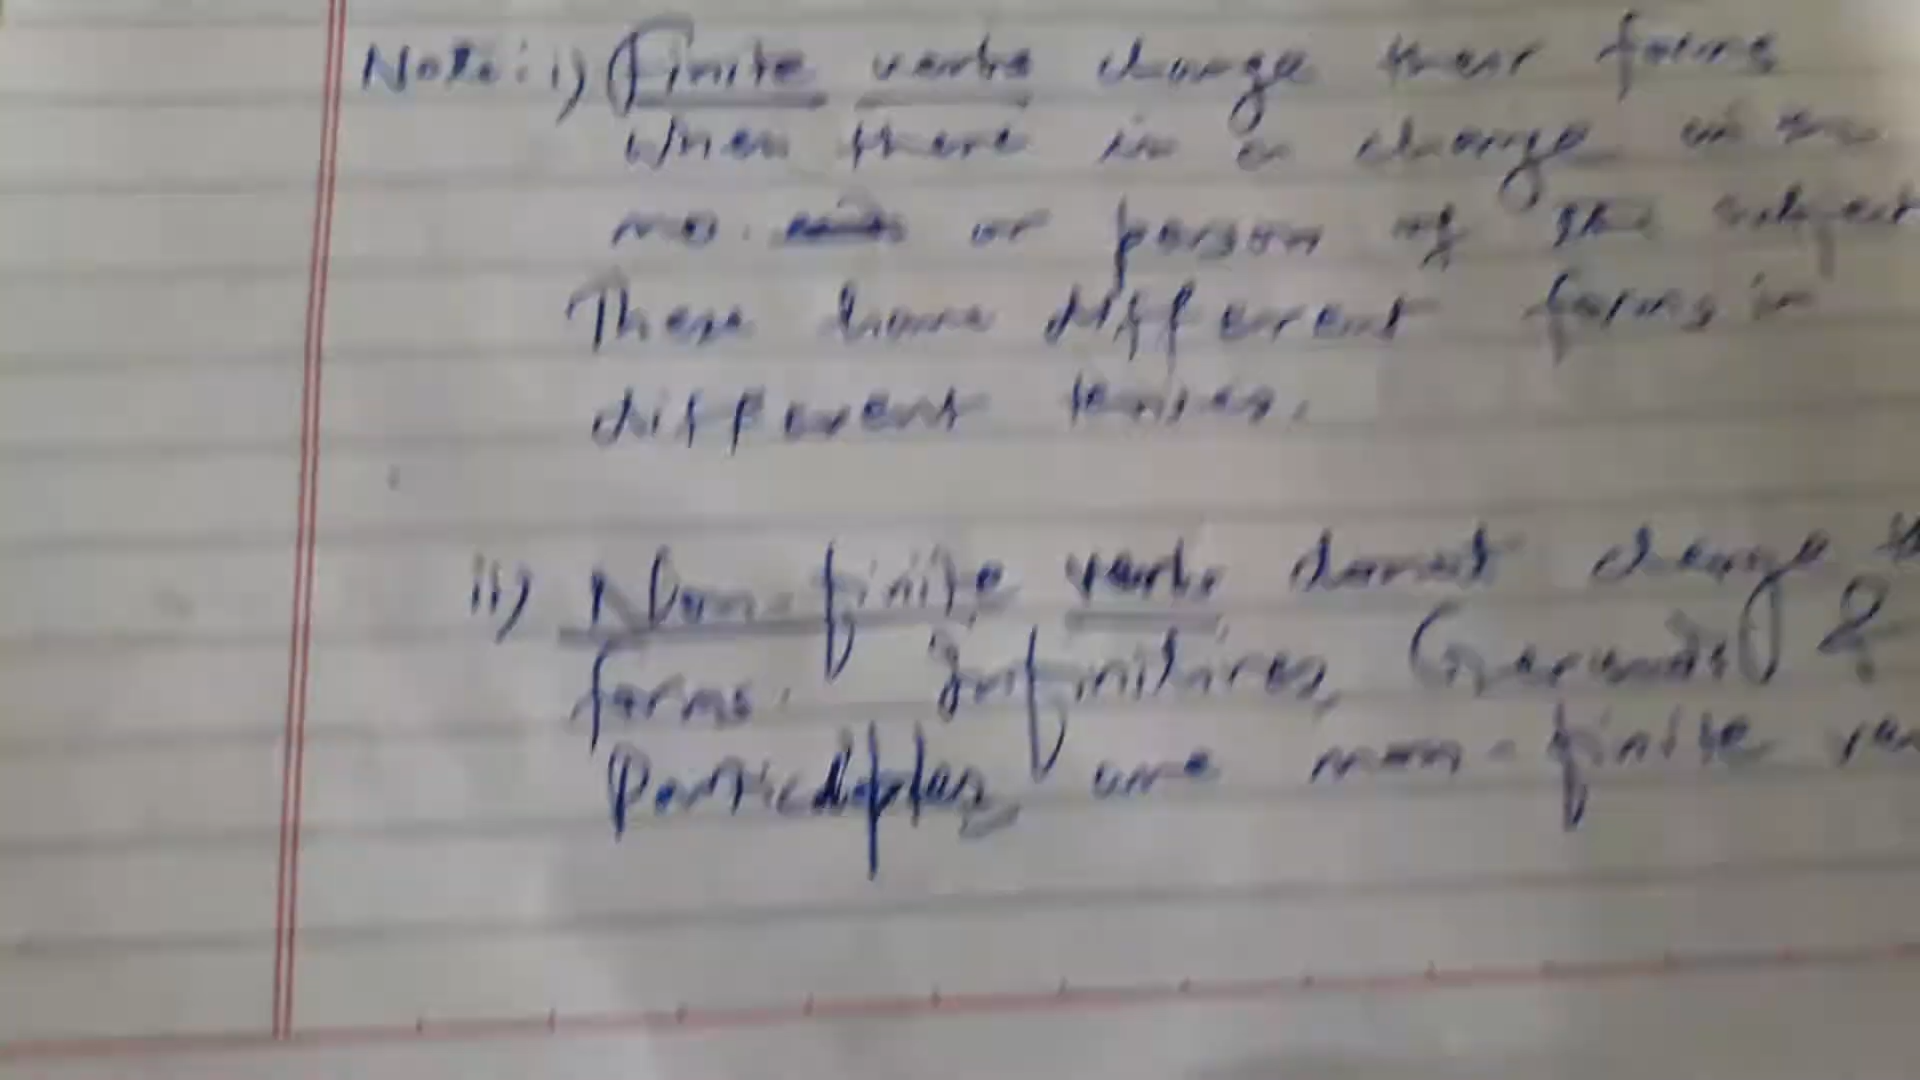 Note: i) Finite verbs change their forms
When there is a change in the
no. or person of the subject
These have different forms in
different tenses.
ii) Non-finite verbs donot change
forms. Infinitives, Gerunds &
Participles are non-finite